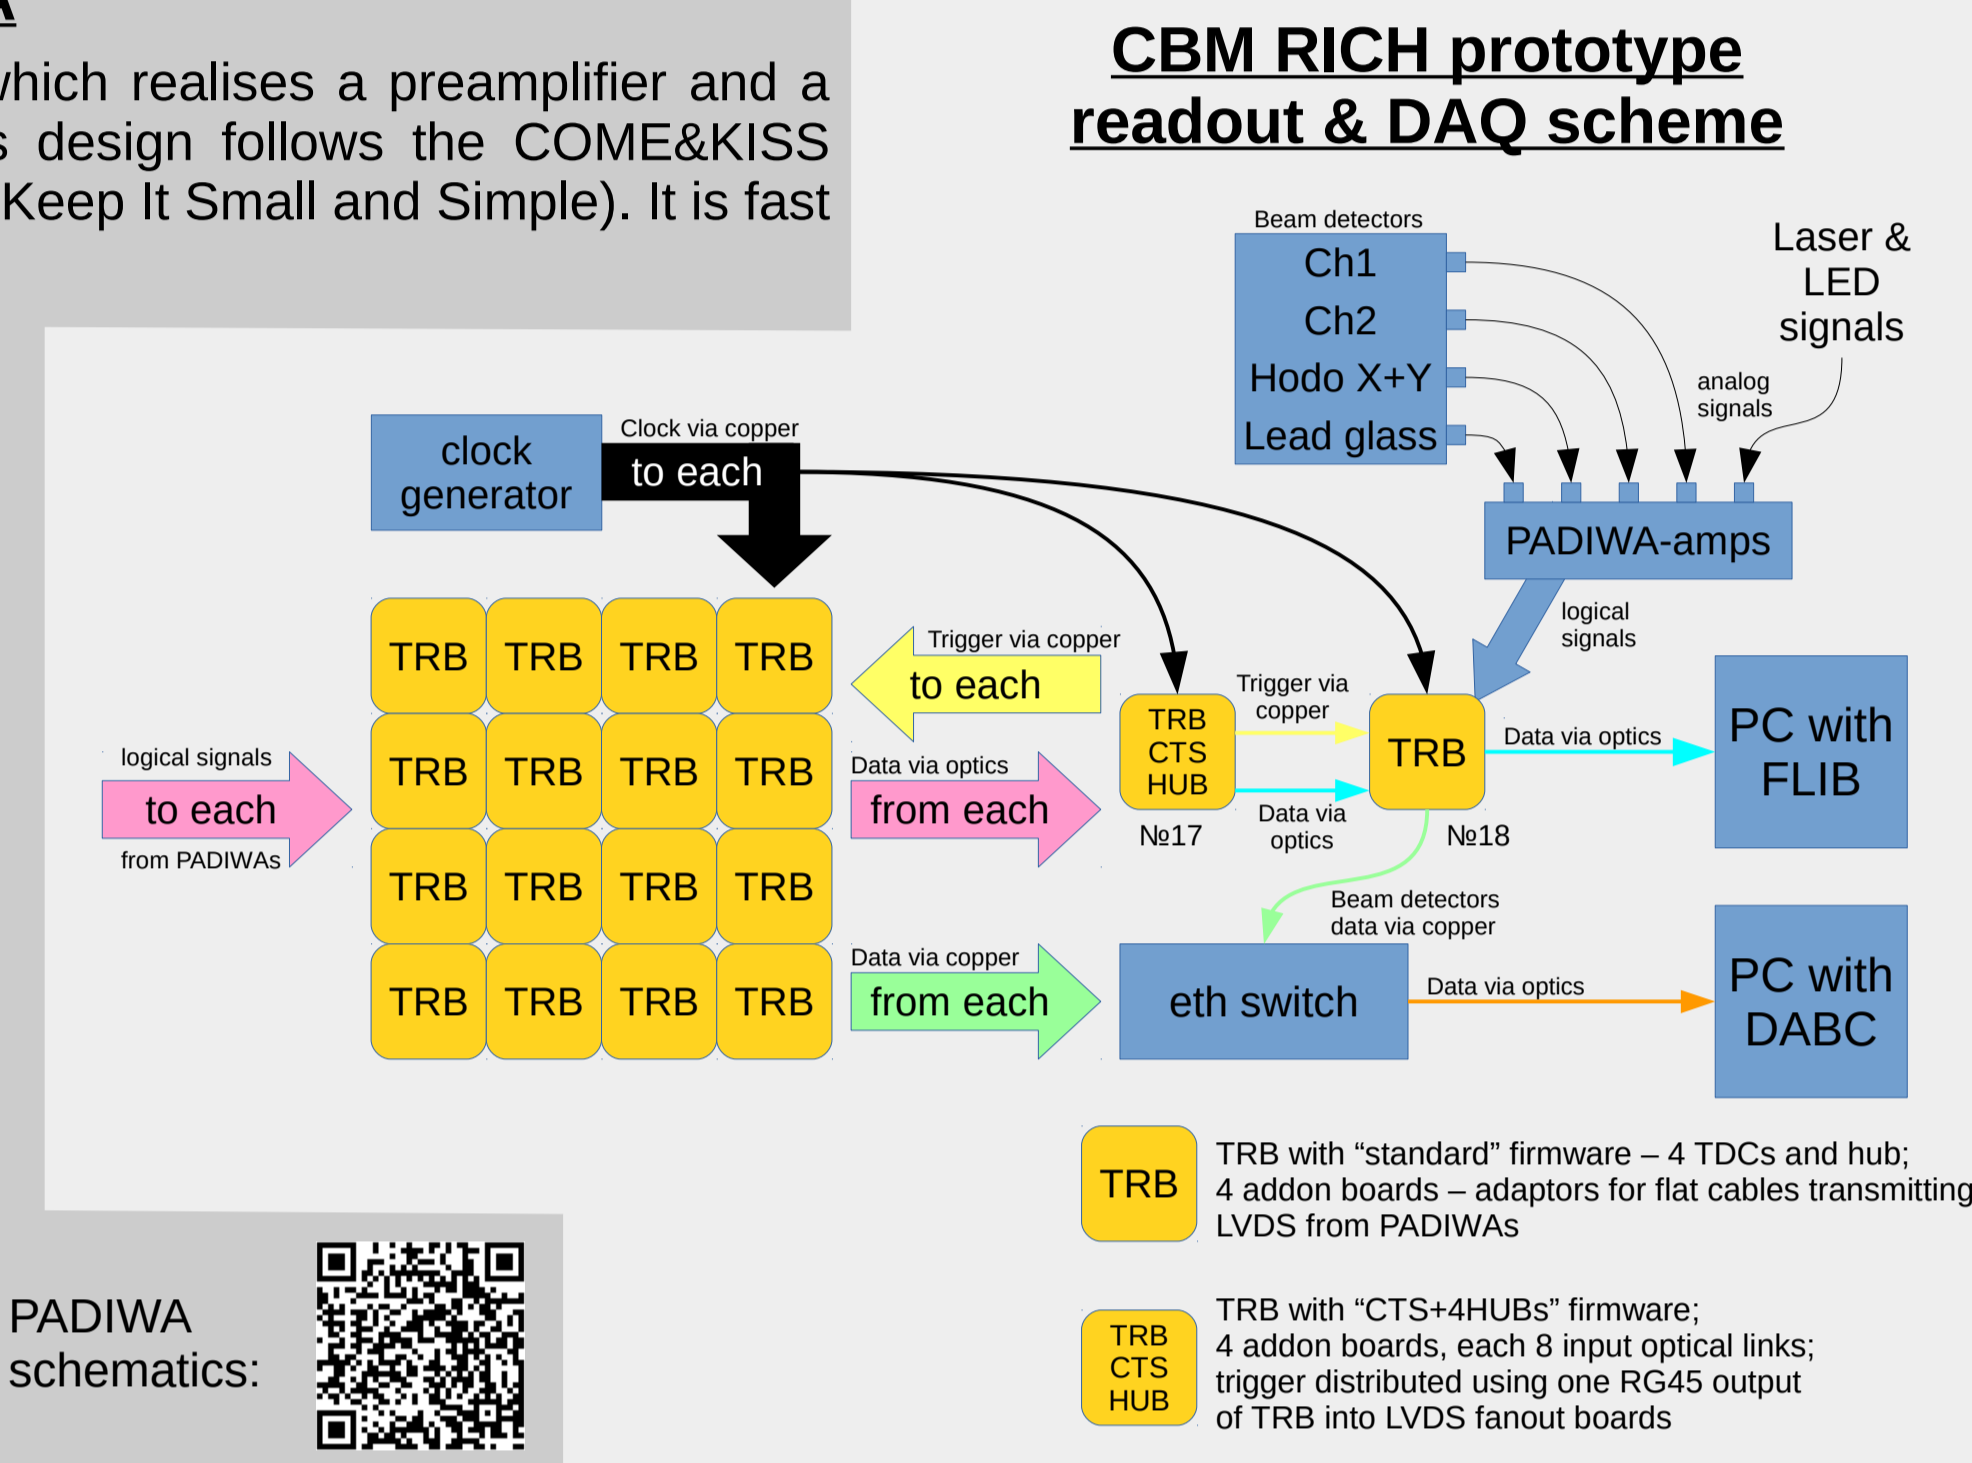 A
which realises a preamplifier and a
s design follows the COME&KISS
Keep It Small and Simple). It is fast
CBM RICH prototype
readout & DAQ scheme
Beam detectors
Ch1
Ch2
Hodo X+Y
Lead glass
Laser &
LED
signals
analog
signals
PADIWA-amps
logical
signals
clock
generator
Clock via copper
to each
TRB TRB TRB TRB
TRB TRB TRB TRB
TRB TRB TRB TRB
TRB TRB TRB TRB
logical signals
to each
from PADIWAs
Trigger via copper
to each
Data via optics
from each
Data via copper
from each
TRB
CTS
HUB
№17
Trigger via
copper
Data via
optics
TRB
№18
Data via optics
PC with
FLIB
Beam detectors
data via copper
eth switch
Data via optics
PC with
DABC
TRB
TRB with “standard” firmware – 4 TDCs and hub;
4 addon boards – adaptors for flat cables transmitting
LVDS from PADIWAs
TRB
CTS
HUB
TRB with “CTS+4HUBs” firmware;
4 addon boards, each 8 input optical links;
trigger distributed using one RG45 output
of TRB into LVDS fanout boards
PADIWA
schematics: